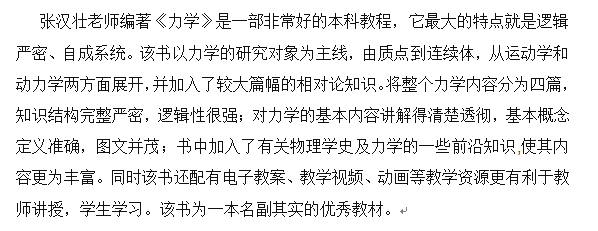 张汉壮老师编著《力学》是一部非常好的本科教程，它最大的特点就是逻辑
严密、自成系统。该书以力学的研究对象为主线，由质点到连续体，从运动学和
动力学两方面展开，并加入了较大篇幅的相对论知识。将整个力学内容分为四篇，
知识结构完整严密，逻辑性很强；对力学的基本内容讲解得清楚透彻，基本概念
定义准确，图文并茂；书中加入了有关物理学史及力学的一些前沿知识,使其内
容更为丰富。同时该书还配有电子教案、教学视频、动画等教学资源更有利于教
师讲授，学生学习。该书为一本名副其实的优秀教材。